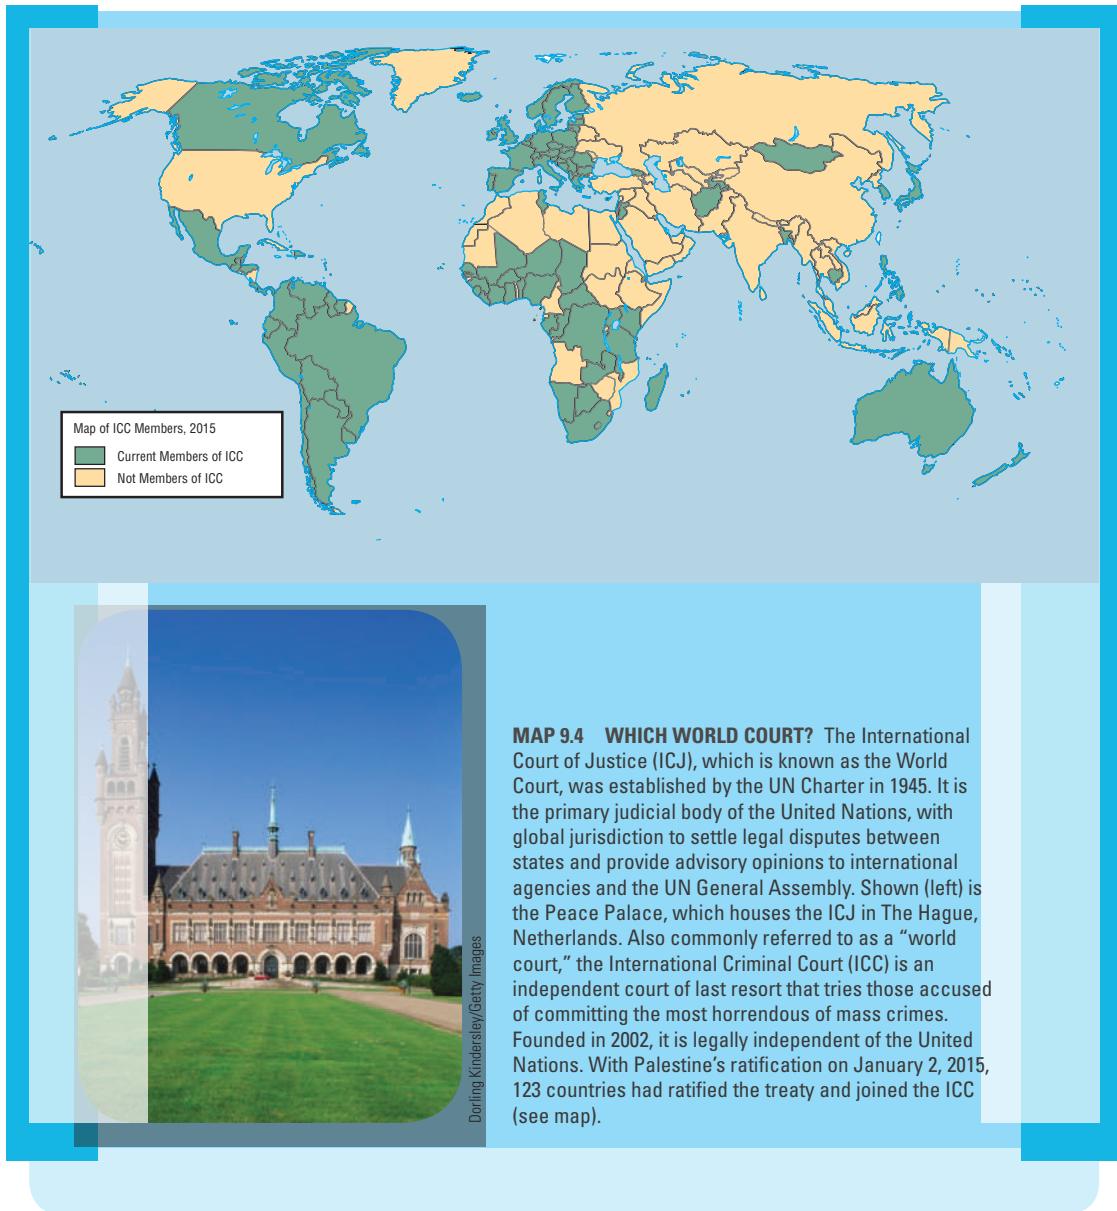 Map of ICC Members, 2015
Current Members of ICC
Not Members of ICC
Dorling Kindersley/Getty Images
MAP 9.4 WHICH WORLD COURT? The International
Court of Justice (ICJ), which is known as the World
Court, was established by the UN Charter in 1945. It is
the primary judicial body of the United Nations, with
global jurisdiction to settle legal disputes between
states and provide advisory opinions to international
agencies and the UN General Assembly. Shown (left) is
the Peace Palace, which houses the ICJ in The Hague,
Netherlands. Also commonly referred to as a “world
court,” the International Criminal Court (ICC) is an
independent court of last resort that tries those accused
of committing the most horrendous of mass crimes.
Founded in 2002, it is legally independent of the United
Nations. With Palestine’s ratification on January 2, 2015,
123 countries had ratified the treaty and joined the ICC
(see map).